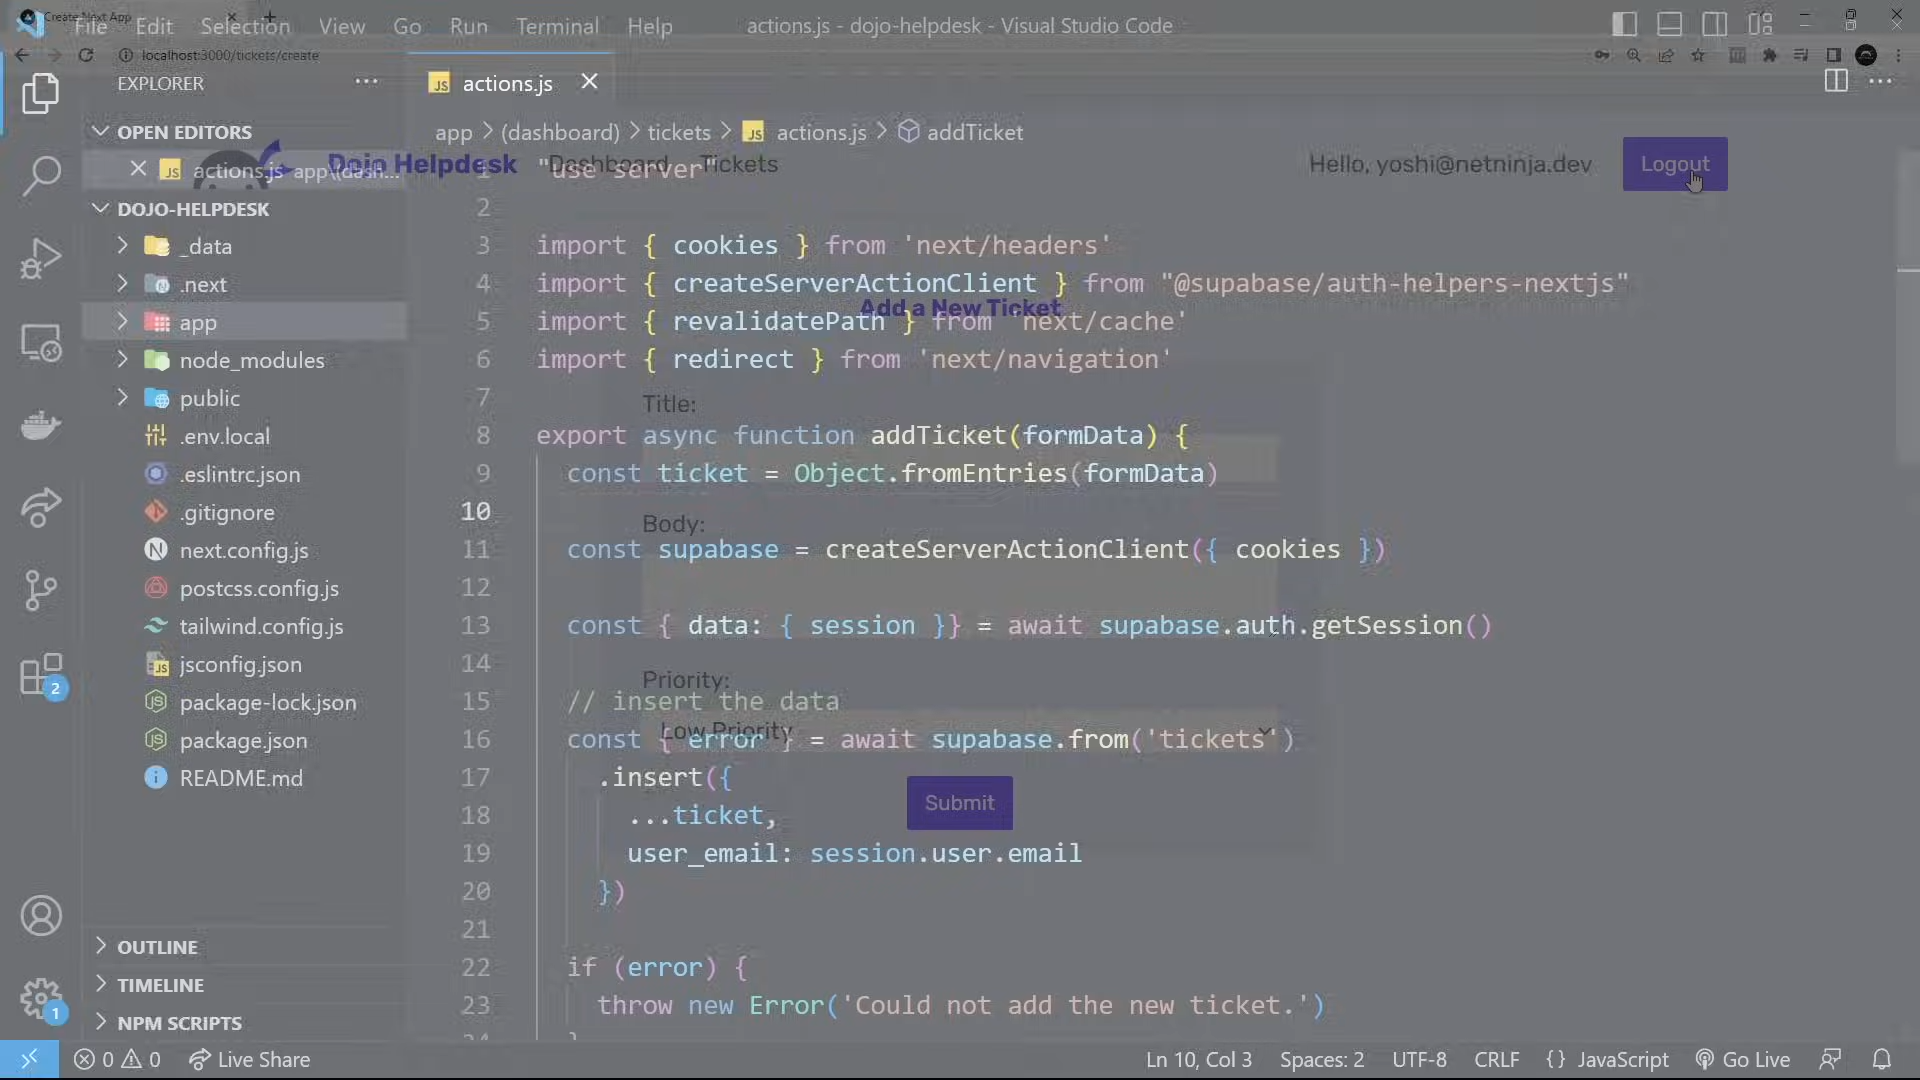 Create Next App
File Edit Selection View Go Run Terminal Help
actions.js - dojo-helpdesk - Visual Studio Code
localhost:3000/tickets/create
EXPLORER
actions.js
OPEN EDITORS
actions.js app\(dash...
DOJO-HELPDESK
_data
.next
app
node_modules
public
.env.local
.eslintrc.json
.gitignore
next.config.js
postcss.config.js
tailwind.config.js
jsconfig.json
package-lock.json
package.json
README.md
OUTLINE
TIMELINE
NPM SCRIPTS
2
1
app > (dashboard) > tickets > actions.js > addTicket
Dojo Helpdesk Dashboard Tickets
Hello, yoshi@netninja.dev Logout
1 "use server"
2
3 import { cookies } from 'next/headers'
4 import { createServerActionClient } from "@supabase/auth-helpers-nextjs"
Add a New Ticket
5 import { revalidatePath } from 'next/cache'
6 import { redirect } from 'next/navigation'
7
Title:
8 export async function addTicket(formData) {
9 const ticket = Object.fromEntries(formData)
10
Body:
11 const supabase = createServerActionClient({ cookies })
12
13 const { data: { session }} = await supabase.auth.getSession()
14
Priority:
15 // insert the data
Low Priority
16 const { error } = await supabase.from('tickets')
17 .insert({
Submit
18 ...ticket,
19 user_email: session.user.email
20 })
21
22 if (error) {
23 throw new Error('Could not add the new ticket.')
24 }
0 0 Live Share
Ln 10, Col 3 Spaces: 2 UTF-8 CRLF {} JavaScript Go Live